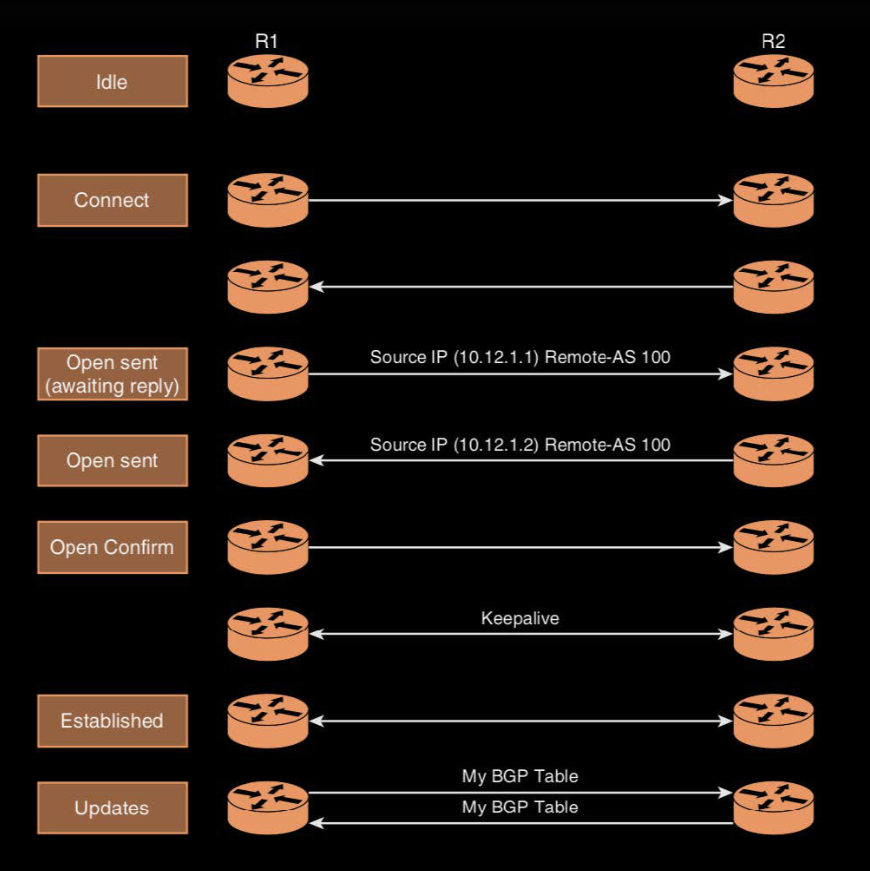 R1
R2
Idle
Connect
Open sent
(awaiting reply)
Source IP (10.12.1.1) Remote-AS 100
Open sent
Source IP (10.12.1.2) Remote-AS 100
Open Confirm
Keepalive
Established
Updates
My BGP Table
My BGP Table